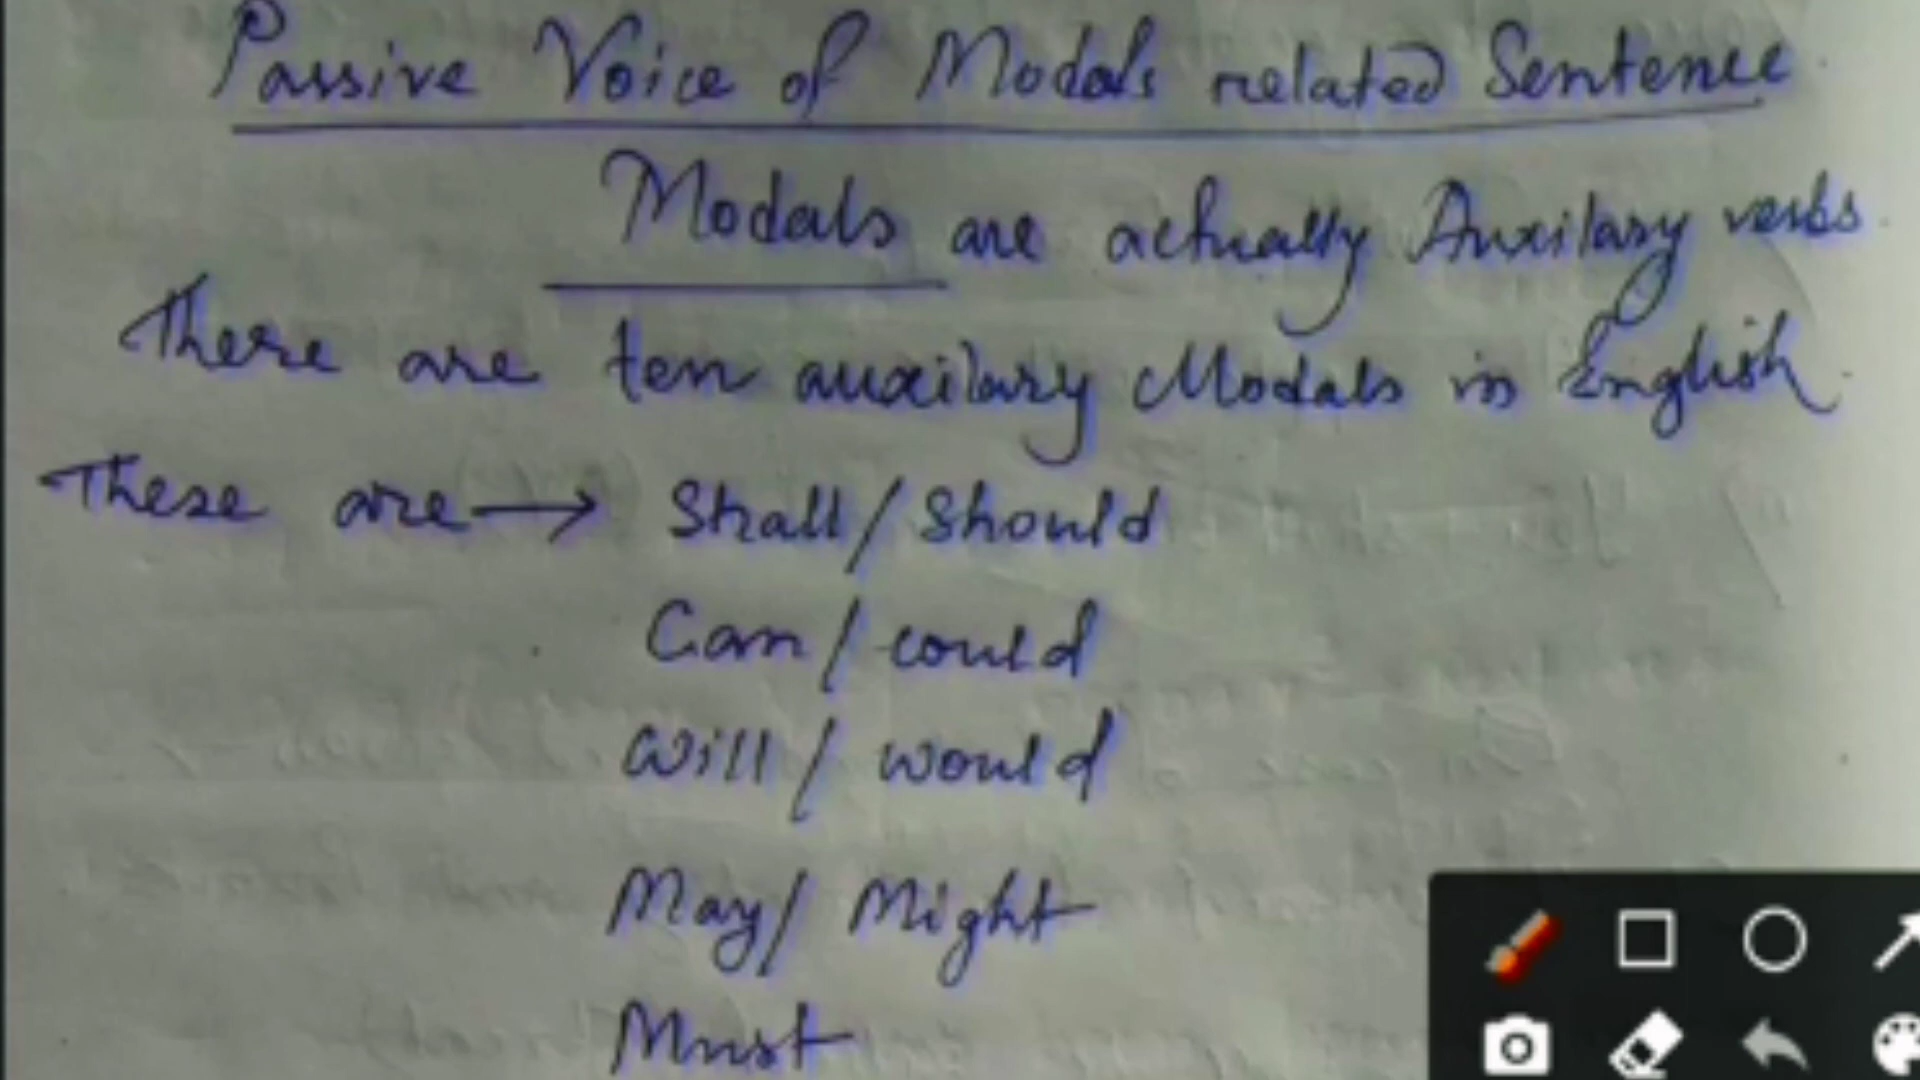 Passive Voice of Modals related Sentence
Modals are actually Auxilary verbs
There are ten auxilary Modals in English.
These are → Shall/Should
Can/could
Will/would
May/Might
Must